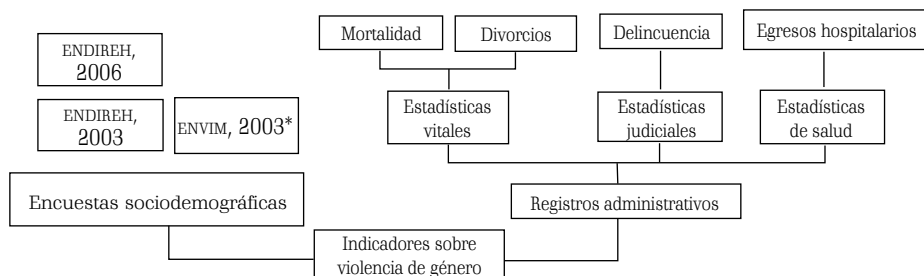 Mortalidad
Divorcios
Delincuencia
Egresos hospitalarios
ENDIREH,
2006
ENDIREH,
2003
ENVIM, 2003*
Estadísticas
vitales
Estadísticas
judiciales
Estadísticas
de salud
Encuestas sociodemográficas
Registros administrativos
Indicadores sobre
violencia de género